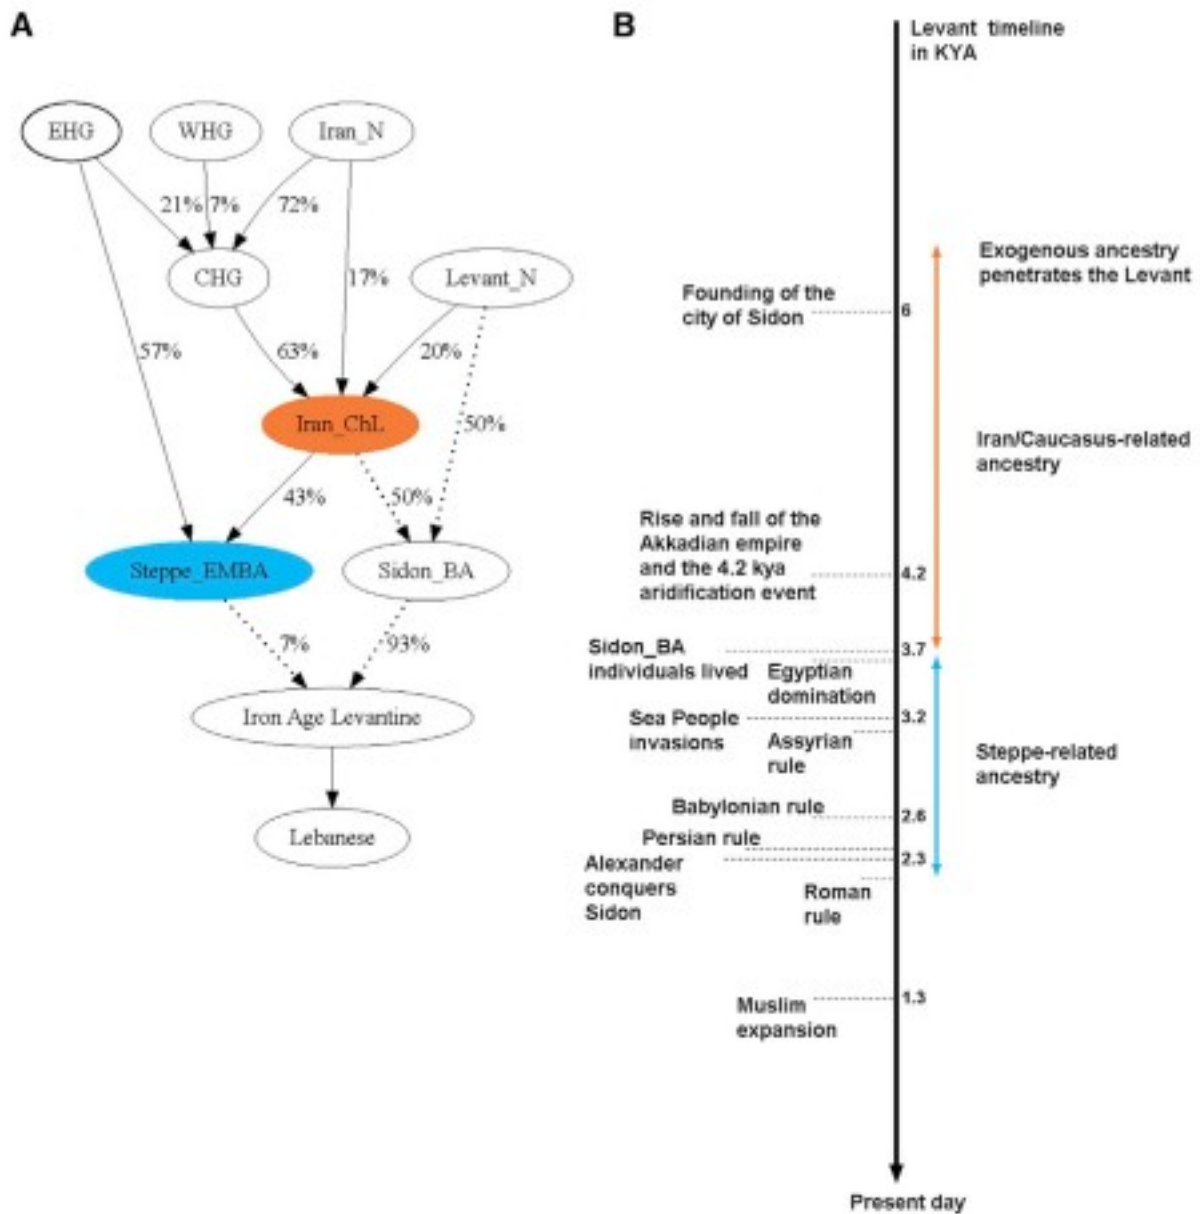 A
EHG
WHG
Iran_N
21%
7%
72%
CHG
17%
Levant_N
57%
63%
20%
Iran_ChL
50%
43%
50%
Steppe_EMBA
Sidon_BA
7%
93%
Iron Age Levantine
Lebanese
B
Levant timeline
in KYA
Exogenous ancestry
penetrates the Levant
Founding of the
city of Sidon
6
Iran/Caucasus-related
ancestry
Rise and fall of the
Akkadian empire
and the 4.2 kya
aridification event
4.2
Sidon_BA
individuals lived
3.7
Egyptian
domination
Sea People
invasions
3.2
Assyrian
rule
Steppe-related
ancestry
Babylonian rule
2.6
Persian rule
Alexander
conquers
Sidon
2.3
Roman
rule
Muslim
expansion
1.3
Present day